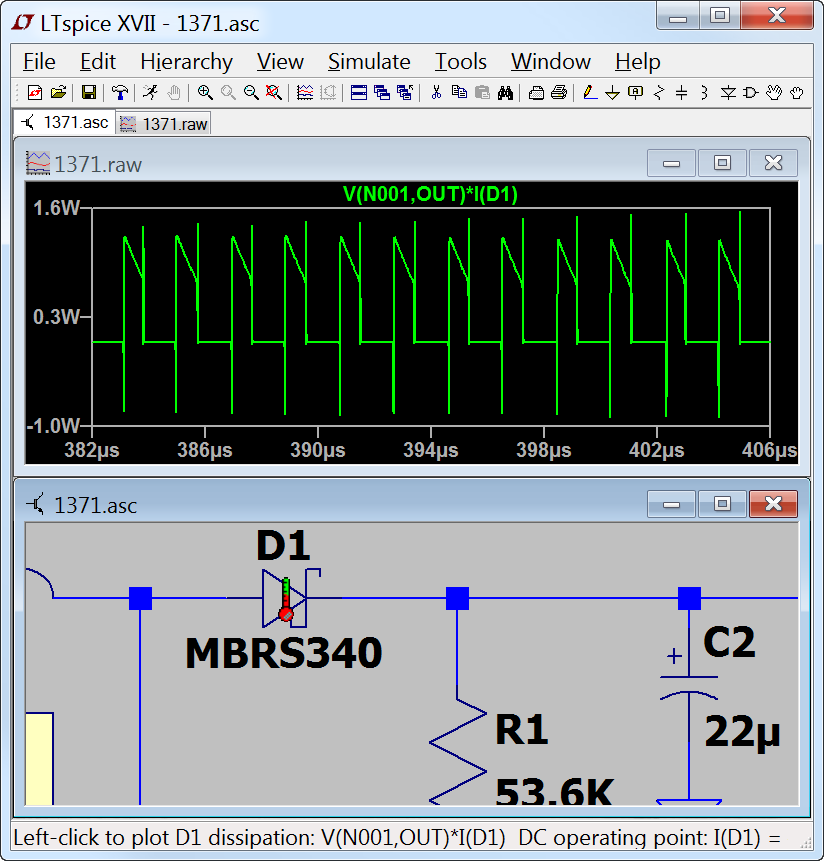 LTspice XVII - 1371.asc
File Edit Hierarchy View Simulate Tools Window Help
1371.asc 1371.raw
1371.raw
V(N001,OUT)*I(D1)
1.6W
0.3W
-1.0W
382µs 386µs 390µs 394µs 398µs 402µs 406µs
1371.asc
D1
MBRS340
+ C2
R1 22µ
53.6K
Left-click to plot D1 dissipation: V(N001,OUT)*I(D1) DC operating point: I(D1) =